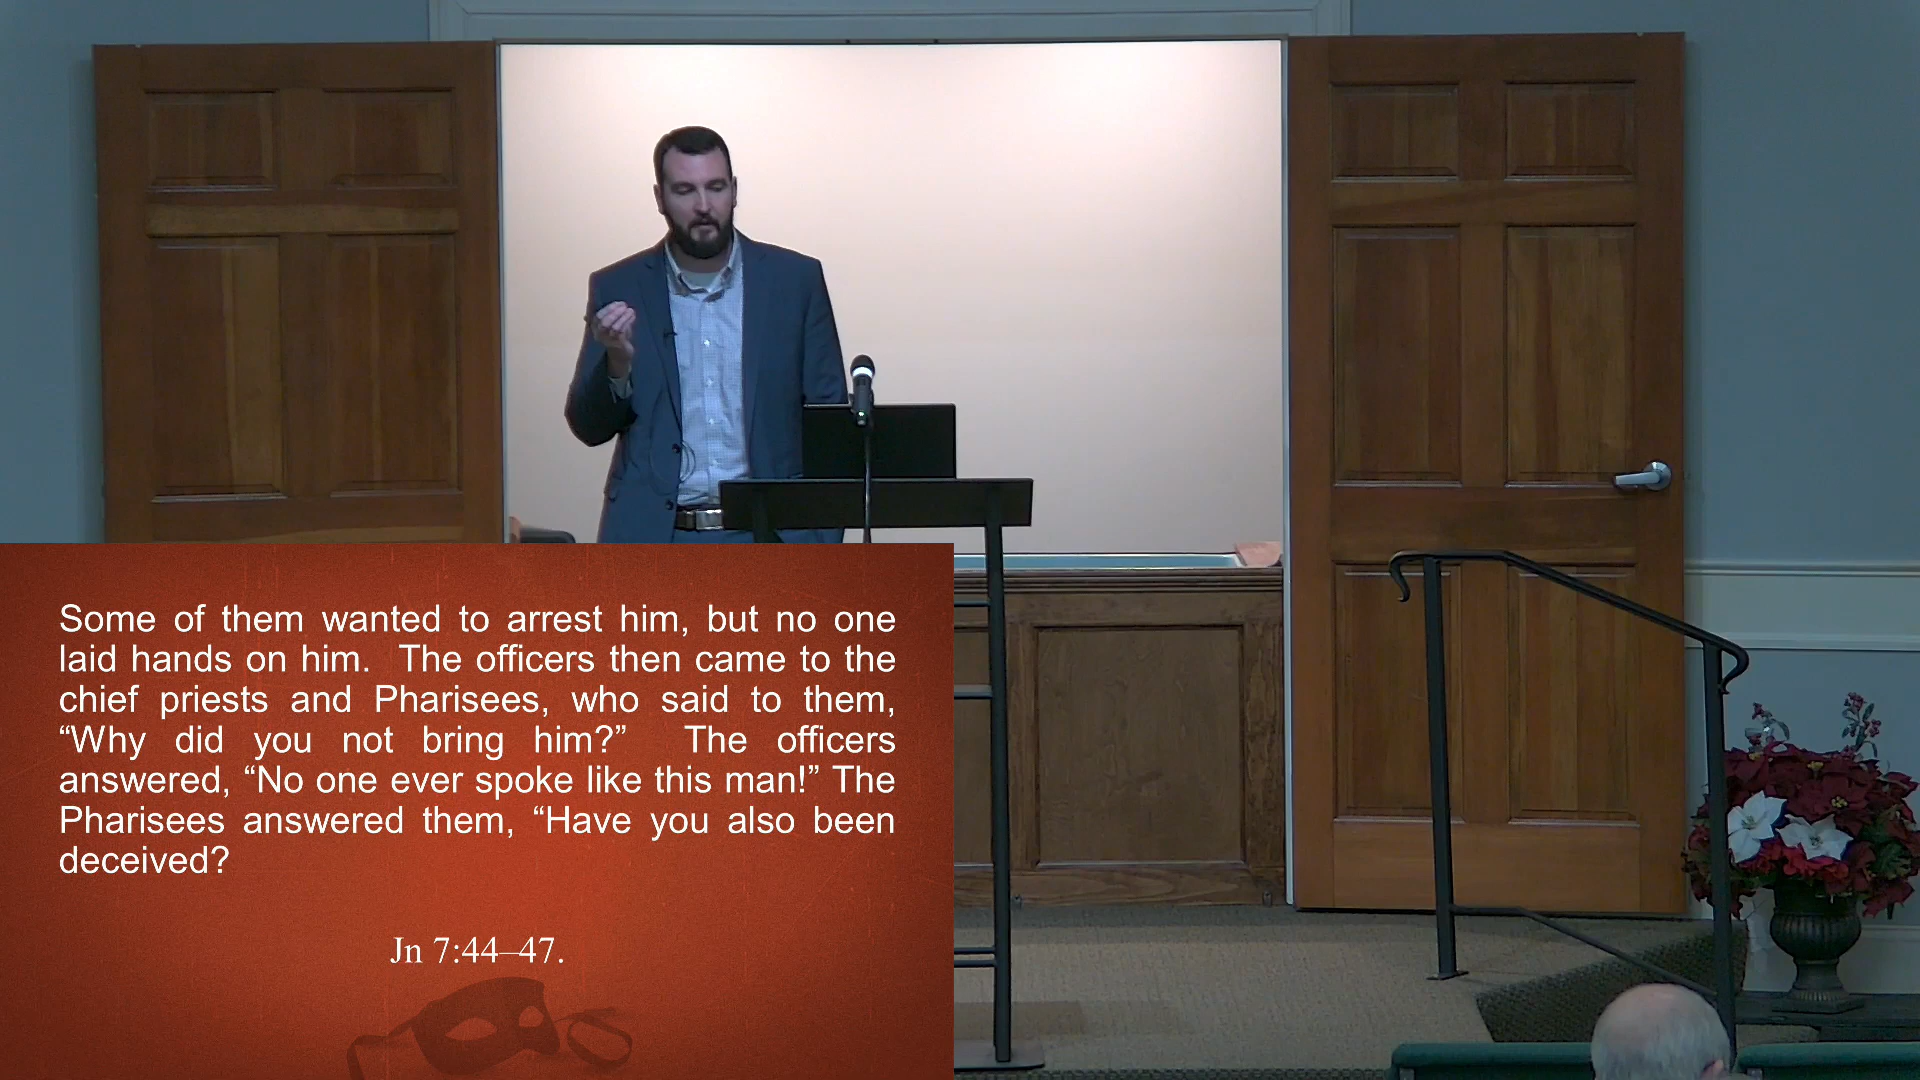 Some of them wanted to arrest him, but no one
laid hands on him. The officers then came to the
chief priests and Pharisees, who said to them,
“Why did you not bring him?” The officers
answered, “No one ever spoke like this man!” The
Pharisees answered them, “Have you also been
deceived?
Jn 7:44–47.